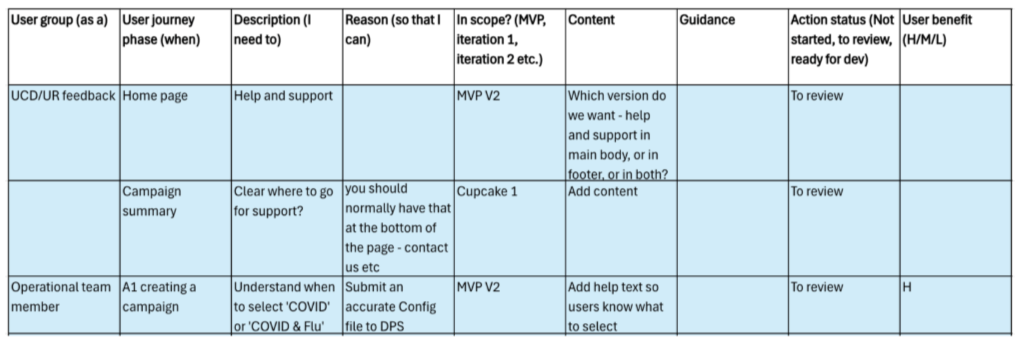 User group (as a)
User journey phase (when)
Description (I need to)
Reason (so that I can)
In scope? (MVP, iteration 1, iteration 2 etc.)
Content
Guidance
Action status (Not started, to review, ready for dev)
User benefit (H/M/L)
UCD/UR feedback
Home page
Help and support
MVP V2
Which version do we want - help and support in main body, or in footer, or in both?
To review
Campaign summary
Clear where to go for support?
you should normally have that at the bottom of the page - contact us etc
Cupcake 1
Add content
To review
Operational team member
A1 creating a campaign
Understand when to select 'COVID' or 'COVID & Flu'
Submit an accurate Config file to DPS
MVP V2
Add help text so users know what to select
To review
H